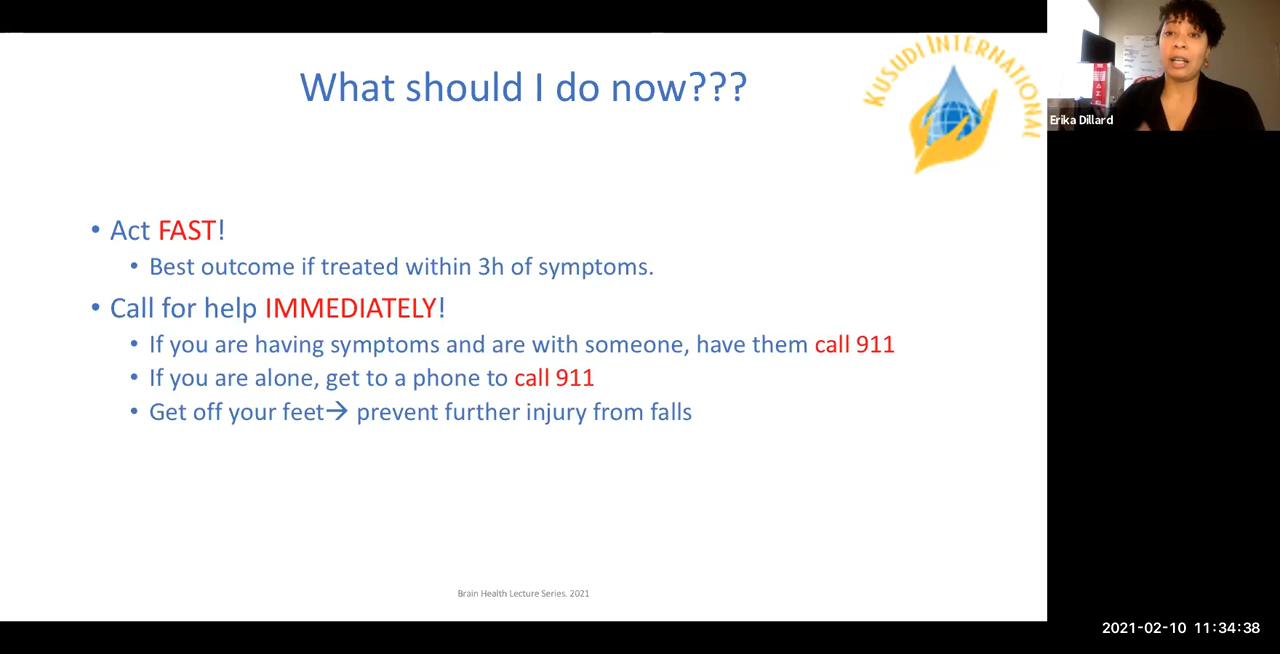 What should I do now???
KUSUDI INTERNATIONAL
Erika Dillard
• Act FAST!
• Best outcome if treated within 3h of symptoms.
• Call for help IMMEDIATELY!
• If you are having symptoms and are with someone, have them call 911
• If you are alone, get to a phone to call 911
• Get off your feet→ prevent further injury from falls
Brain Health Lecture Series. 2021
2021-02-10 11:34:38